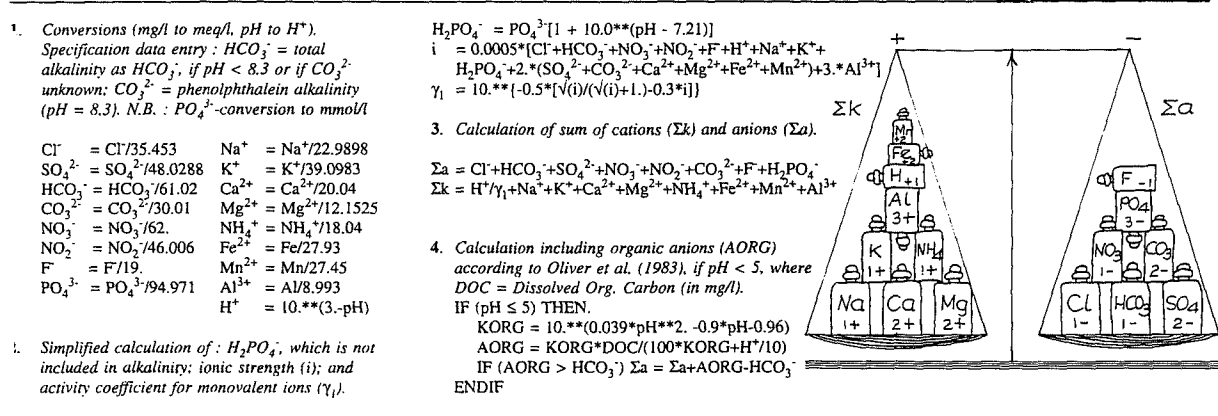 1. Conversions (mg/l to meq/l, pH to H⁺).
Specification data entry : HCO₃⁻ = total
alkalinity as HCO₃⁻, if pH < 8.3 or if CO₃²⁻
unknown; CO₃²⁻ = phenolphthalein alkalinity
(pH = 8.3). N.B. : PO₄³⁻-conversion to mmol/l
Cl⁻ = Cl⁻/35.453 Na⁺ = Na⁺/22.9898
SO₄²⁻ = SO₄²⁻/48.0288 K⁺ = K⁺/39.0983
HCO₃⁻ = HCO₃⁻/61.02 Ca²⁺ = Ca²⁺/20.04
CO₃²⁻ = CO₃²⁻/30.01 Mg²⁺ = Mg²⁺/12.1525
NO₃⁻ = NO₃⁻/62. NH₄⁺ = NH₄⁺/18.04
NO₂⁻ = NO₂⁻/46.006 Fe²⁺ = Fe/27.93
F⁻ = F⁻/19. Mn²⁺ = Mn/27.45
PO₄³⁻ = PO₄³⁻/94.971 Al³⁺ = Al/8.993
H⁺ = 10.**(3.-pH)
Simplified calculation of : H₂PO₄⁻, which is not
included in alkalinity; ionic strength (i); and
activity coefficient for monovalent ions (γ₁).
H₂PO₄⁻ = PO₄³⁻[1 + 10.0**(pH - 7.21)]
i = 0.0005*[Cl⁻+HCO₃⁻+NO₃⁻+NO₂⁻+F⁻+H⁺+Na⁺+K⁺+
H₂PO₄⁻+2.*(SO₄²⁻+CO₃²⁻+Ca²⁺+Mg²⁺+Fe²⁺+Mn²⁺)+3.*Al³⁺]
γ₁ = 10.**{-0.5*[√(i)/(√(i)+1.)-0.3*i]}
3. Calculation of sum of cations (Σk) and anions (Σa).
Σa = Cl⁻+HCO₃⁻+SO₄²⁻+NO₃⁻+NO₂⁻+CO₃²⁻+F⁻+H₂PO₄⁻
Σk = H⁺/γ₁+Na⁺+K⁺+Ca²⁺+Mg²⁺+NH₄⁺+Fe²⁺+Mn²⁺+Al³⁺
4. Calculation including organic anions (AORG)
according to Oliver et al. (1983), if pH < 5, where
DOC = Dissolved Org. Carbon (in mg/l).
IF (pH ≤ 5) THEN.
KORG = 10.**(0.039*pH**2. -0.9*pH-0.96)
AORG = KORG*DOC/(100*KORG+H⁺/10)
IF (AORG > HCO₃⁻) Σa = Σa+AORG-HCO₃⁻
ENDIF
+ −
Σk Σa
Mn
+2
Fe
2
H +1
F -1
Al
3+
PO4
3-
K
1+
NH4
1+
NO3
1-
CO3
2-
Na
1+
Ca
2+
Mg
2+
Cl
1-
HCO3
1-
SO4
2-